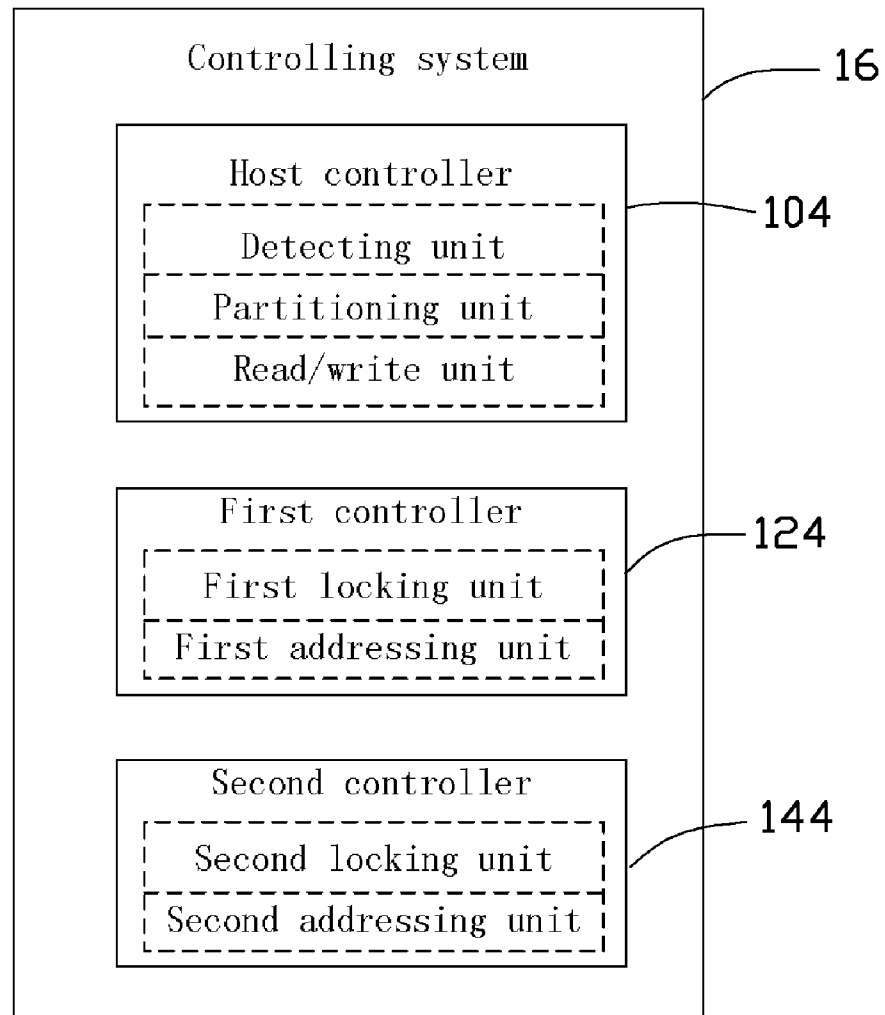 Controlling system
16
Host controller
104
Detecting unit
Partitioning unit
Read/write unit
First controller
124
First locking unit
First addressing unit
Second controller
144
Second locking unit
Second addressing unit